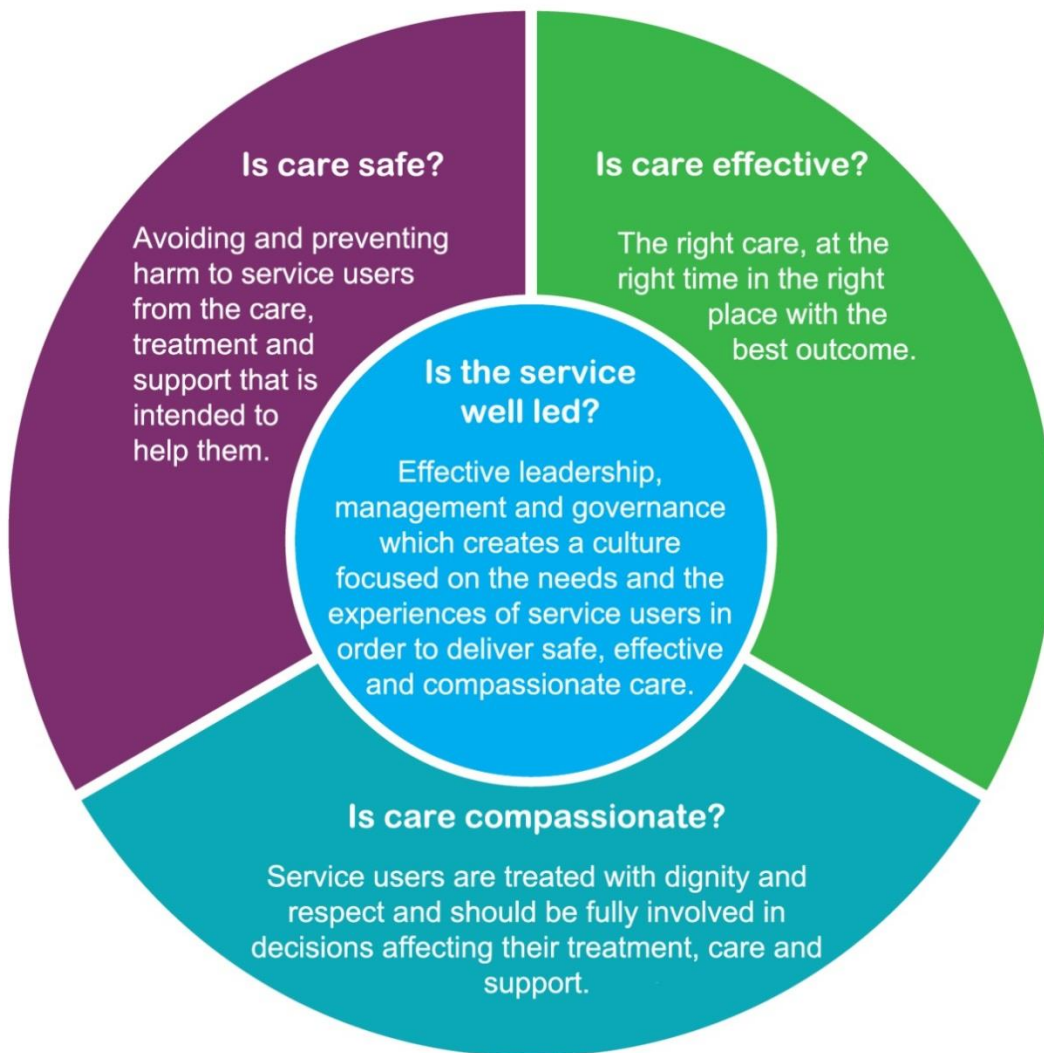 Is care safe?
Avoiding and preventing
harm to service users
from the care,
treatment and
support that is
intended to
help them.
Is care effective?
The right care, at the
right time in the right
place with the
best outcome.
Is the service
well led?
Effective leadership,
management and governance
which creates a culture
focused on the needs and the
experiences of service users in
order to deliver safe, effective
and compassionate care.
Is care compassionate?
Service users are treated with dignity and
respect and should be fully involved in
decisions affecting their treatment, care and
support.